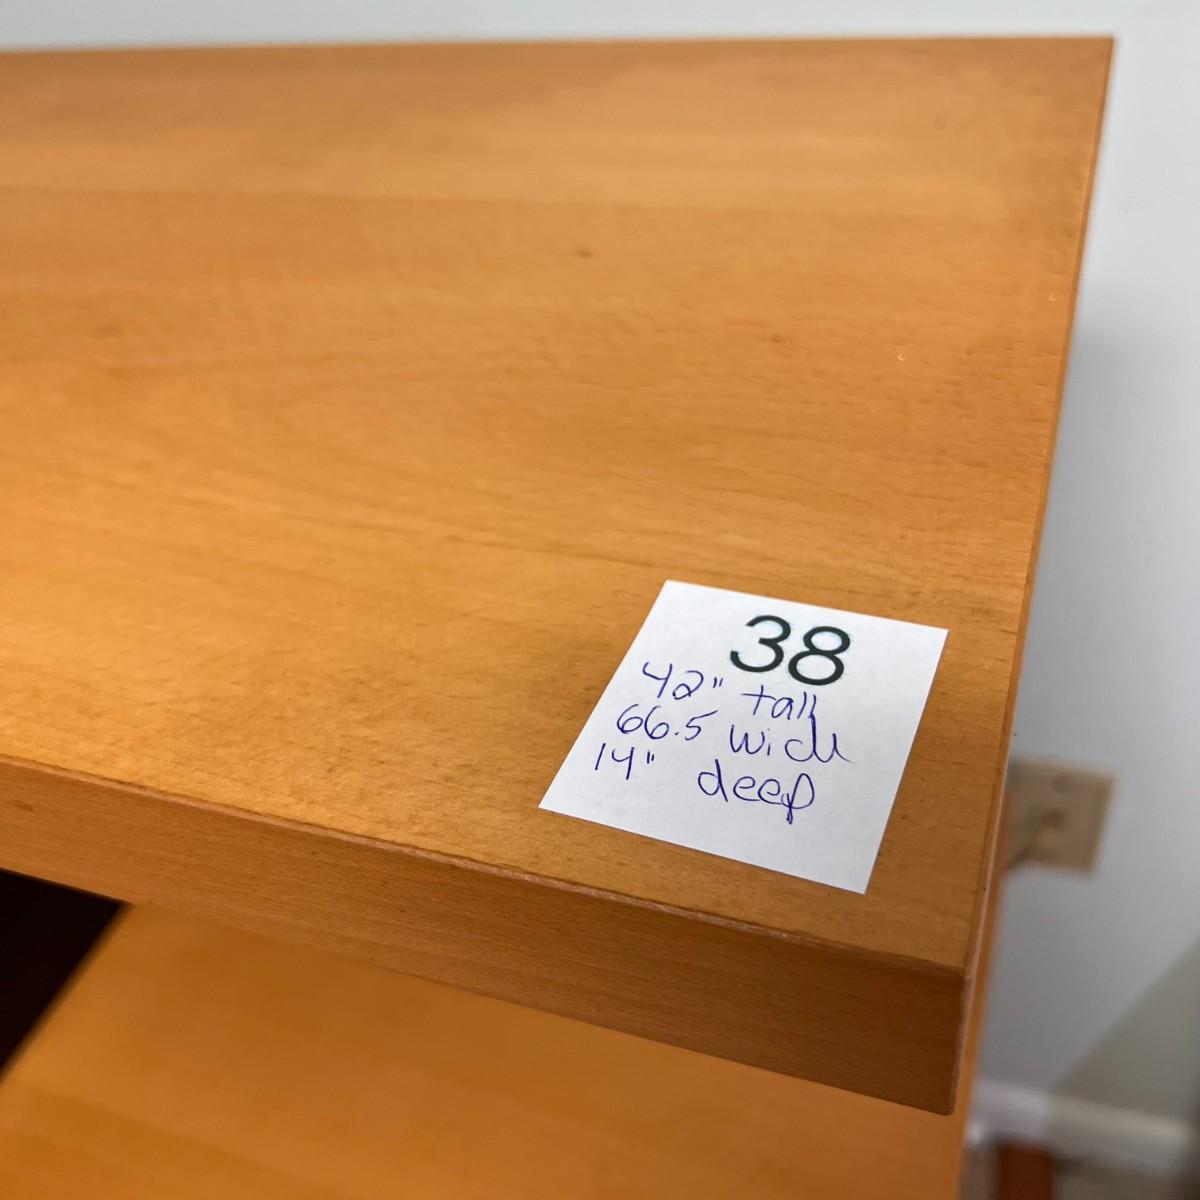 38
42" tall
66.5 wide
14" deep